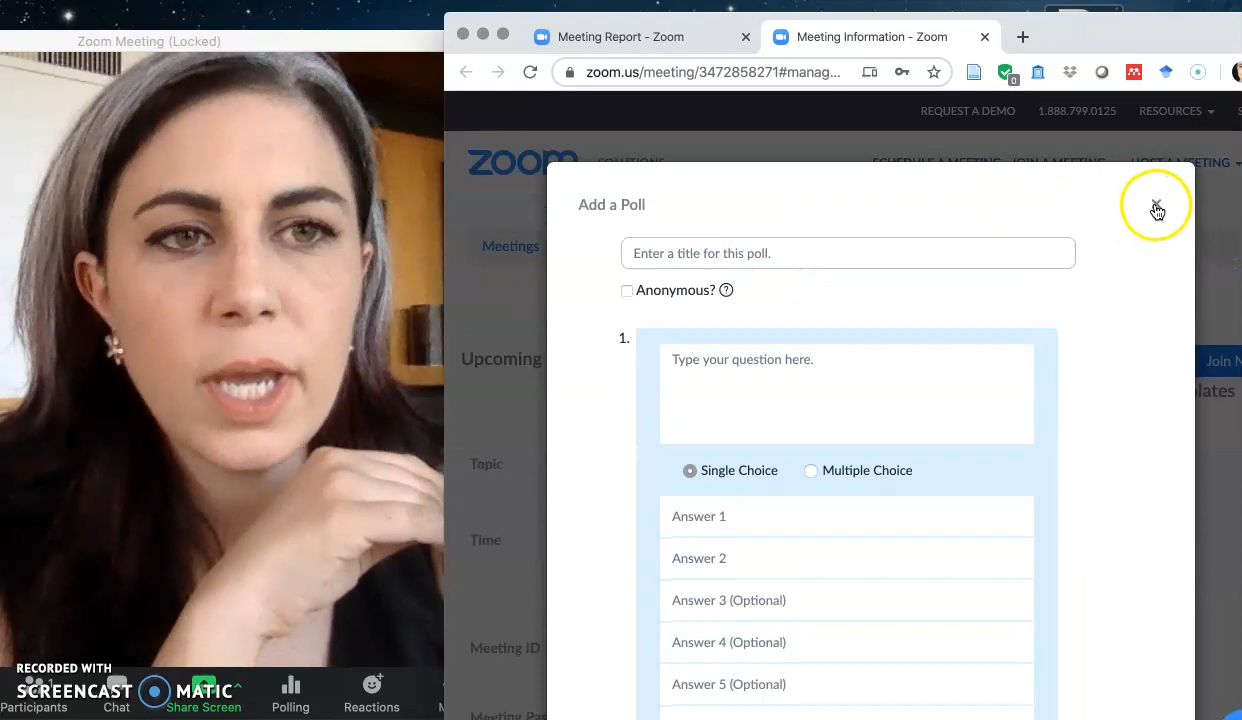 Zoom Meeting (Locked)
Meeting Report - Zoom
Meeting Information - Zoom
zoom.us/meeting/3472858271#manag...
0
REQUEST A DEMO 1.888.799.0125 RESOURCES
zoom SOLUTIONS SCHEDULE A MEETING JOIN A MEETING HOST A MEETING
Add a Poll
Meetings
Enter a title for this poll.
Anonymous? ?
1.
Type your question here.
Upcoming
Join N
lates
Topic
Single Choice Multiple Choice
Answer 1
Time
Answer 2
Answer 3 (Optional)
Meeting ID
Answer 4 (Optional)
Answer 5 (Optional)
Meeting Pas
RECORDED WITH
SCREENCAST MATIC
1
Participants
Chat
Share Screen
Polling
Reactions